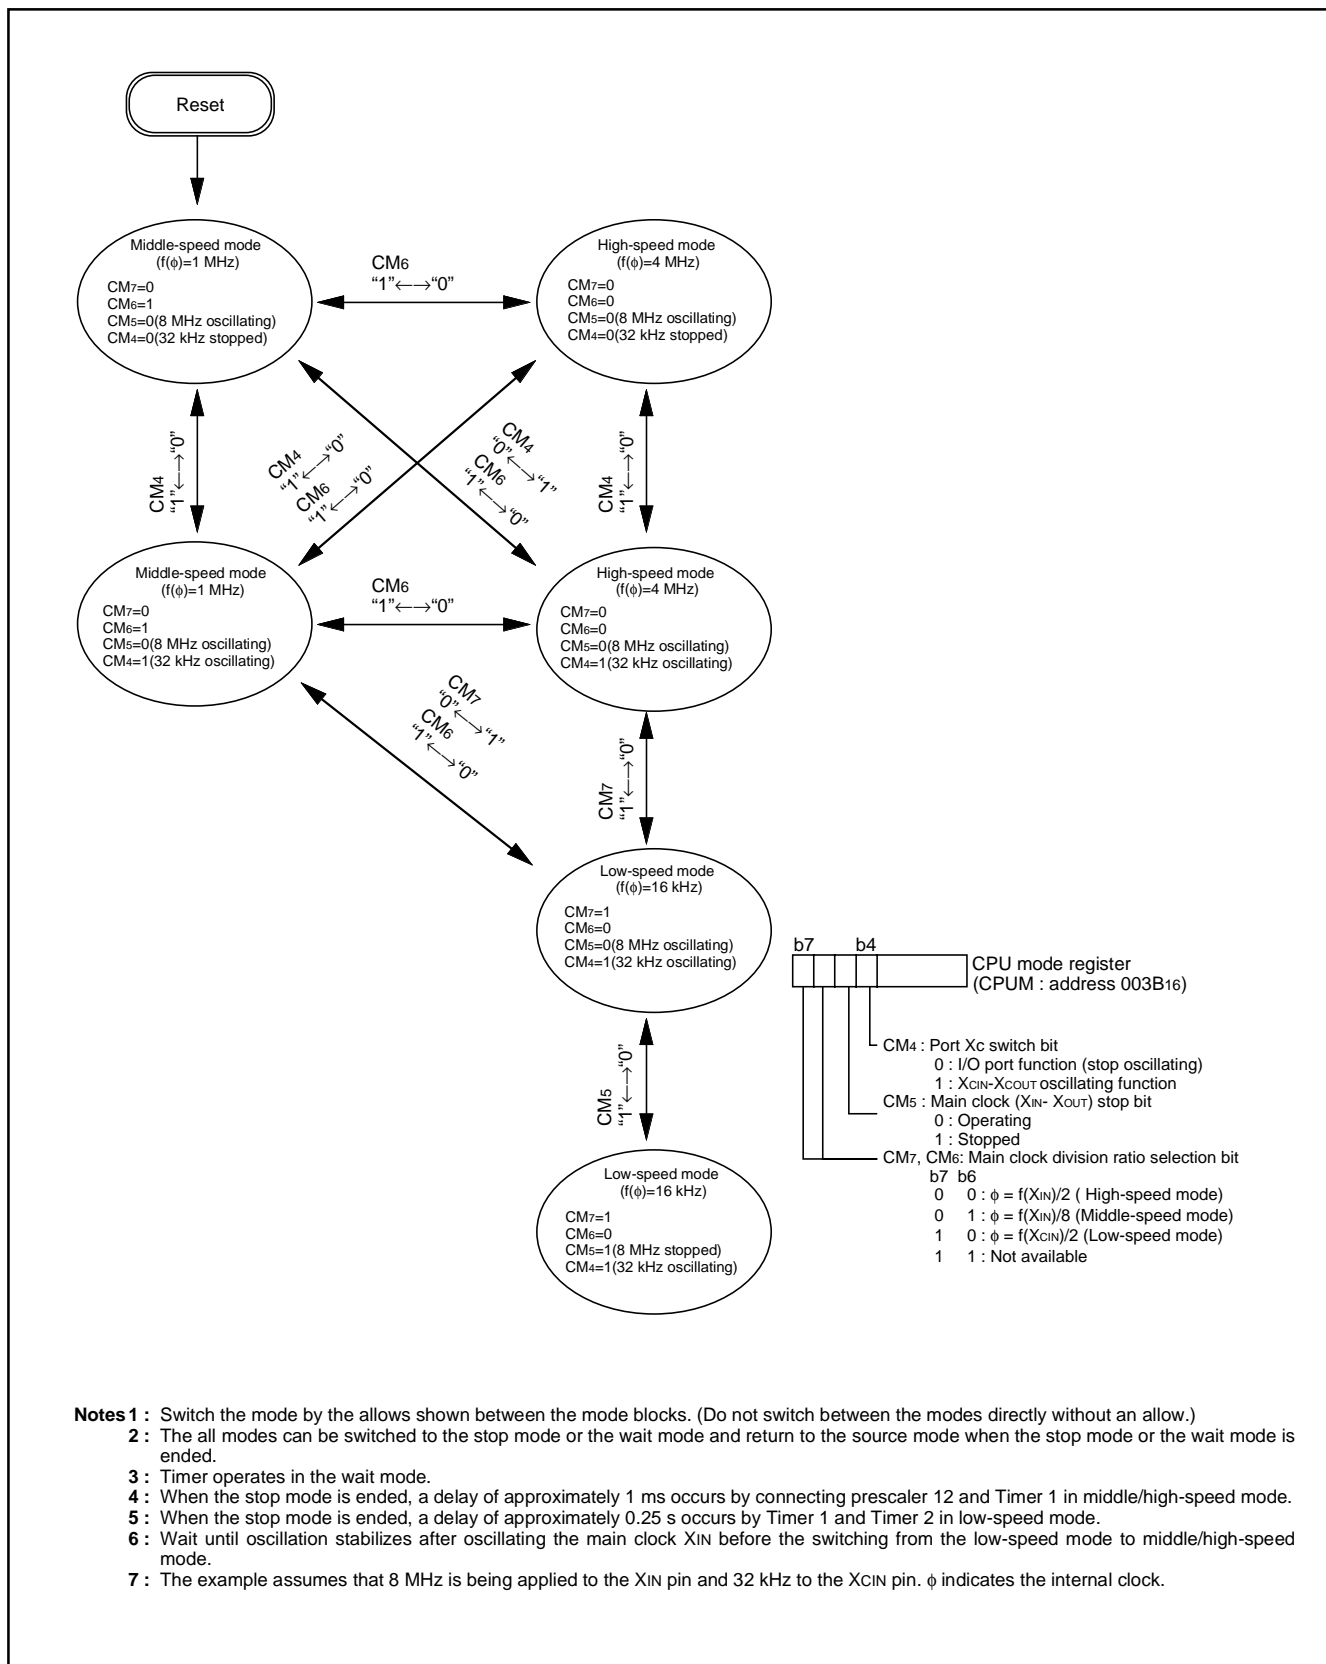 Reset
Middle-speed mode
(f(ϕ)=1 MHz)
CM7=0
CM6=1
CM5=0(8 MHz oscillating)
CM4=0(32 kHz stopped)
CM6
“1”←→“0”
High-speed mode
(f(ϕ)=4 MHz)
CM7=0
CM6=0
CM5=0(8 MHz oscillating)
CM4=0(32 kHz stopped)
CM4
“1”←→“0”
CM4
“1”←→“0”
CM6
“1”←→“0”
CM4
“0”←→“1”
CM6
“1”←→“0”
CM4
“1”←→“0”
Middle-speed mode
(f(ϕ)=1 MHz)
CM7=0
CM6=1
CM5=0(8 MHz oscillating)
CM4=1(32 kHz oscillating)
CM6
“1”←→“0”
High-speed mode
(f(ϕ)=4 MHz)
CM7=0
CM6=0
CM5=0(8 MHz oscillating)
CM4=1(32 kHz oscillating)
CM7
“0”←→“1”
CM6
“1”←→“0”
CM7
“1”←→“0”
Low-speed mode
(f(ϕ)=16 kHz)
CM7=1
CM6=0
CM5=0(8 MHz oscillating)
CM4=1(32 kHz oscillating)
CM5
“1”←→“0”
Low-speed mode
(f(ϕ)=16 kHz)
CM7=1
CM6=0
CM5=1(8 MHz stopped)
CM4=1(32 kHz oscillating)
b7 b4
CPU mode register
(CPUM : address 003B16)
CM4 : Port Xc switch bit
0 : I/O port function (stop oscillating)
1 : XCIN-XCOUT oscillating function
CM5 : Main clock (XIN- XOUT) stop bit
0 : Operating
1 : Stopped
CM7, CM6: Main clock division ratio selection bit
b7 b6
0 0 : ϕ = f(XIN)/2 ( High-speed mode)
0 1 : ϕ = f(XIN)/8 (Middle-speed mode)
1 0 : ϕ = f(XCIN)/2 (Low-speed mode)
1 1 : Not available
Notes 1 : Switch the mode by the allows shown between the mode blocks. (Do not switch between the modes directly without an allow.)
2 : The all modes can be switched to the stop mode or the wait mode and return to the source mode when the stop mode or the wait mode is
ended.
3 : Timer operates in the wait mode.
4 : When the stop mode is ended, a delay of approximately 1 ms occurs by connecting prescaler 12 and Timer 1 in middle/high-speed mode.
5 : When the stop mode is ended, a delay of approximately 0.25 s occurs by Timer 1 and Timer 2 in low-speed mode.
6 : Wait until oscillation stabilizes after oscillating the main clock XIN before the switching from the low-speed mode to middle/high-speed
mode.
7 : The example assumes that 8 MHz is being applied to the XIN pin and 32 kHz to the XCIN pin. ϕ indicates the internal clock.